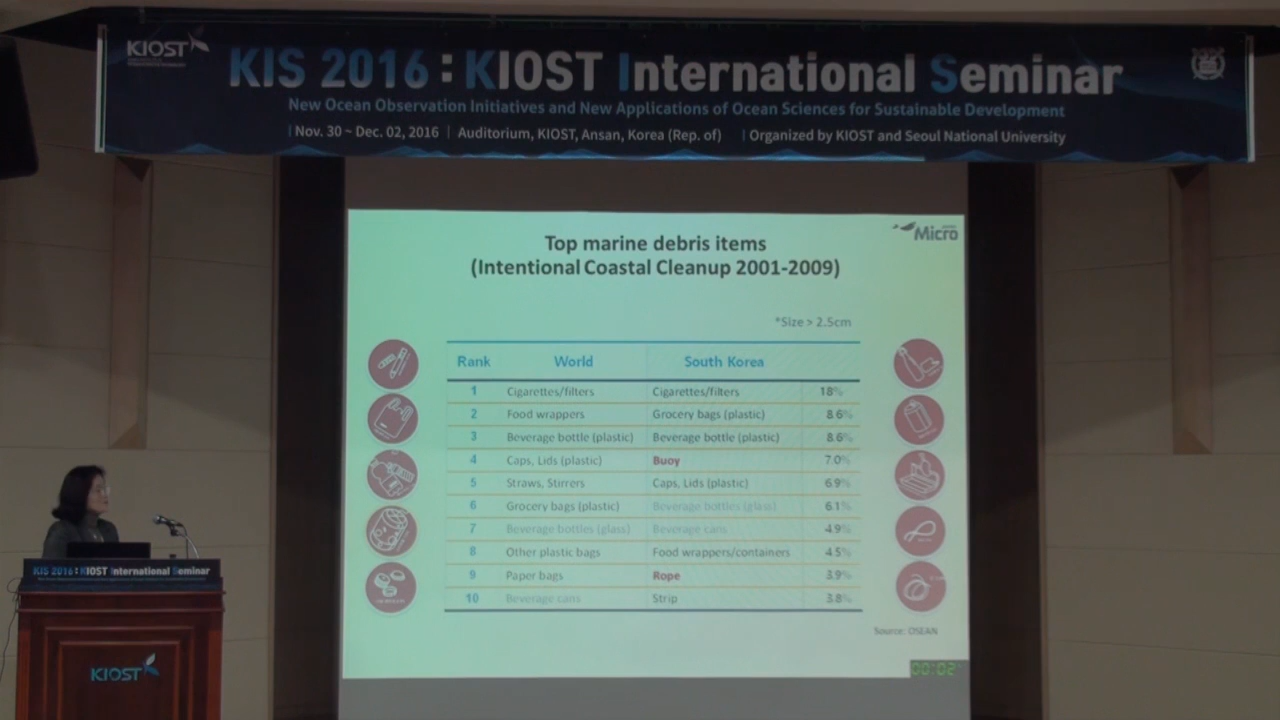 KIOST
KIS 2016 : KIOST International Seminar
New Ocean Observation Initiatives and New Applications of Ocean Sciences for Sustainable Development
Nov. 30 ~ Dec. 02, 2016 | Auditorium, KIOST, Ansan, Korea (Rep. of) | Organized by KIOST and Seoul National University
Micro
Top marine debris items
(Intentional Coastal Cleanup 2001-2009)
*Size > 2.5cm
Rank World South Korea
1 Cigarettes/filters Cigarettes/filters 18%
2 Food wrappers Grocery bags (plastic) 8.6%
3 Beverage bottle (plastic) Beverage bottle (plastic) 8.6%
4 Caps, Lids (plastic) Buoy 7.0%
5 Straws, Stirrers Caps, Lids (plastic) 6.9%
6 Grocery bags (plastic) Beverage bottles (glass) 6.1%
7 Beverage bottles (glass) Beverage cans 4.9%
8 Other plastic bags Food wrappers/containers 4.5%
9 Paper bags Rope 3.9%
10 Beverage cans Strip 3.8%
Source: OSEAN
00:02
KIS 2016 : KIOST International Seminar
KIOST